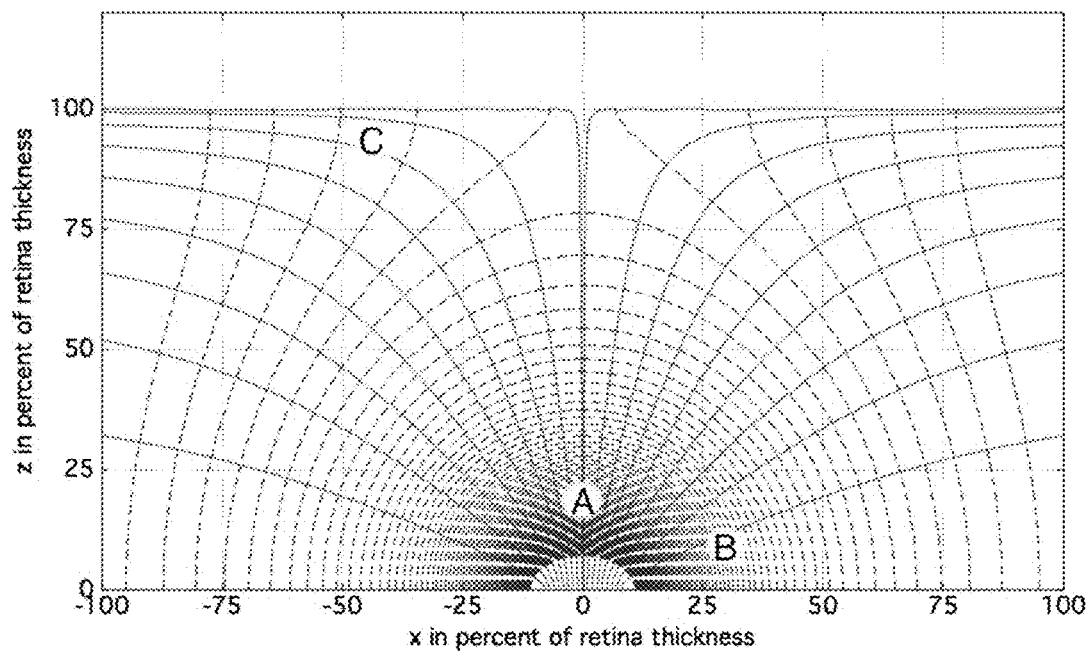 100
75
50
25
0
z in percent of retina thickness
C
A
B
-100 -75 -50 -25 0 25 50 75 100
x in percent of retina thickness